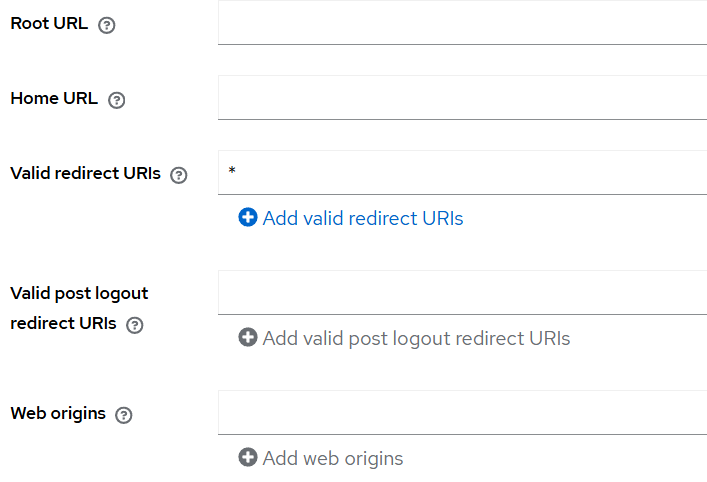 Root URL
Home URL
Valid redirect URIs
*
Add valid redirect URIs
Valid post logout
redirect URIs
Add valid post logout redirect URIs
Web origins
Add web origins